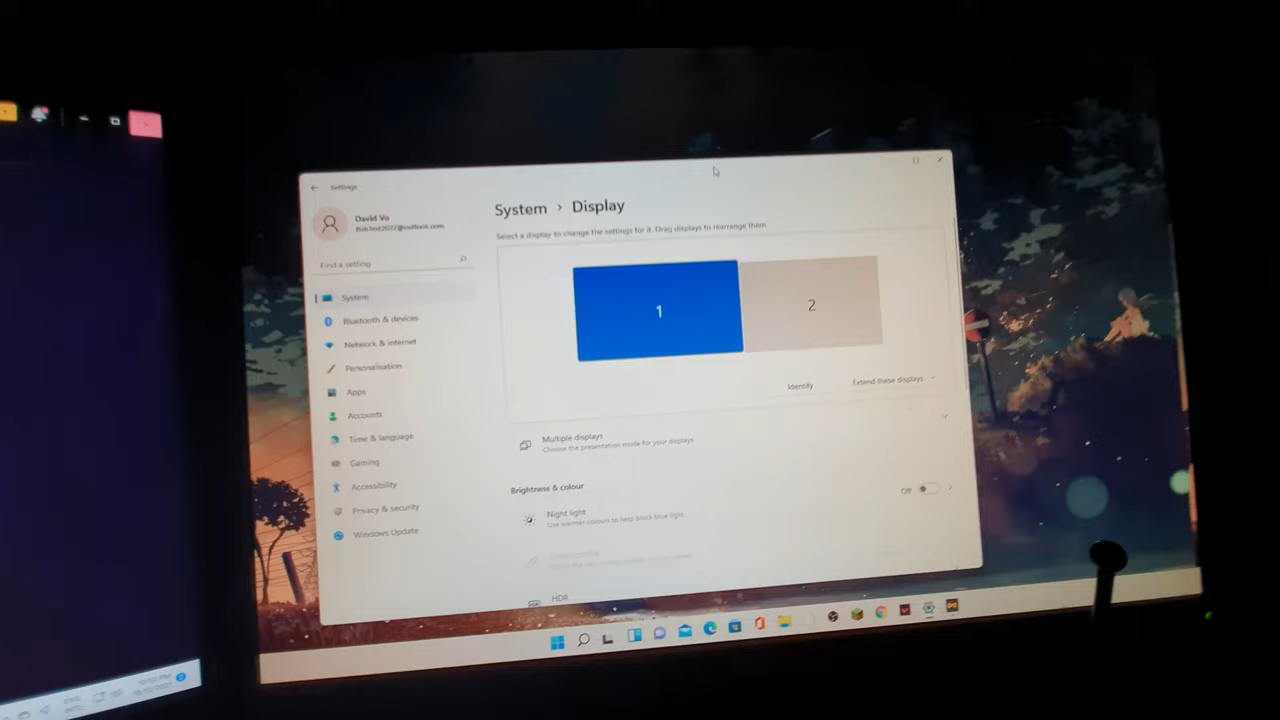 Settings
David Vo
System › Display
Select a display to change the settings for it. Drag displays to rearrange them.
Find a setting
System
Bluetooth & devices
Network & internet
Personalisation
Apps
Accounts
Time & language
Gaming
Accessibility
Privacy & security
Windows Update
1
2
Identify
Extend these displays
Multiple displays
Choose the presentation mode for your displays
Brightness & colour
Night light
Use warmer colours to help block blue light
Off
HDR